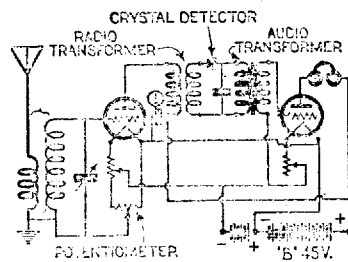 CRYSTAL DETECTOR
RADIO TRANSFORMER
AUDIO TRANSFORMER
POTENTIOMETER
- + - +
"B" 45V.